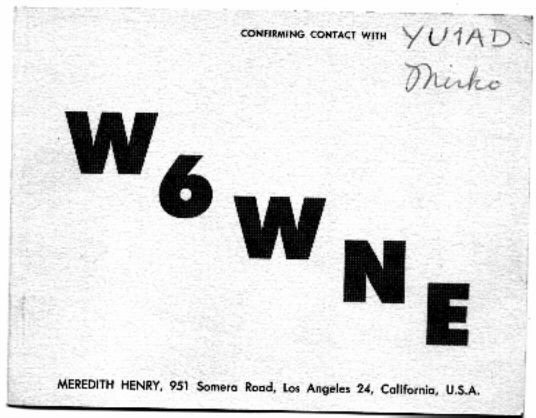 CONFIRMING CONTACT WITH YU1AD
Mirko
W6WNE
MEREDITH HENRY, 951 Somera Road, Los Angeles 24, California, U.S.A.